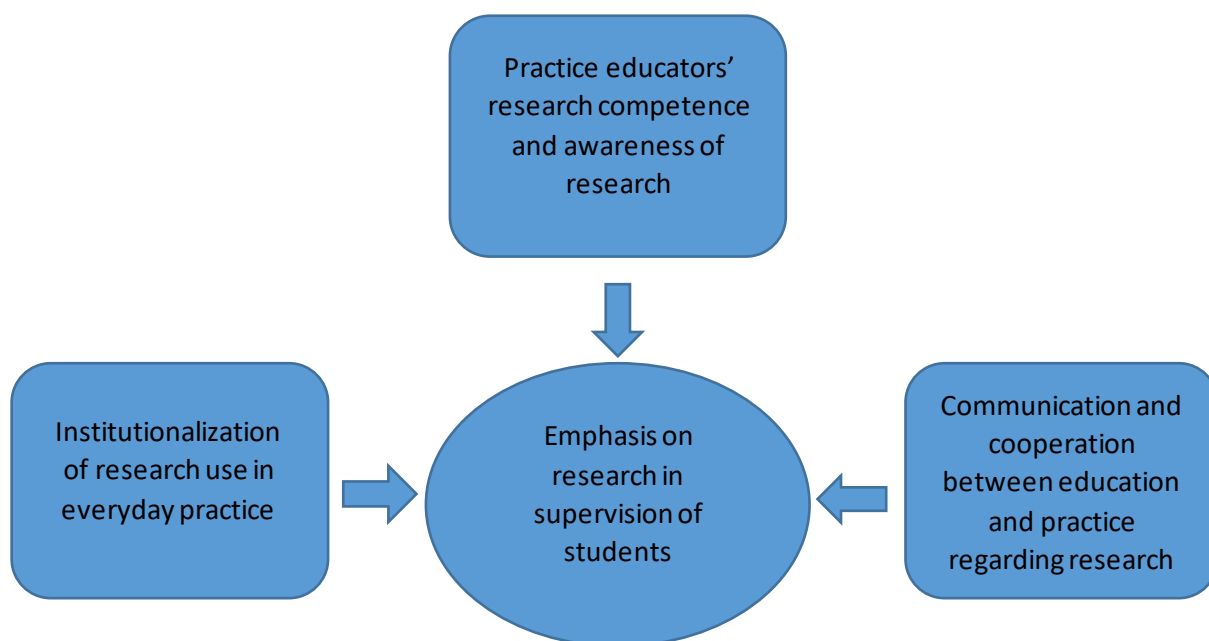 Practice educators’
research competence
and awareness of
research
Institutionalization
of research use in
everyday practice
Emphasis on
research in
supervision of
students
Communication and
cooperation
between education
and practice
regarding research